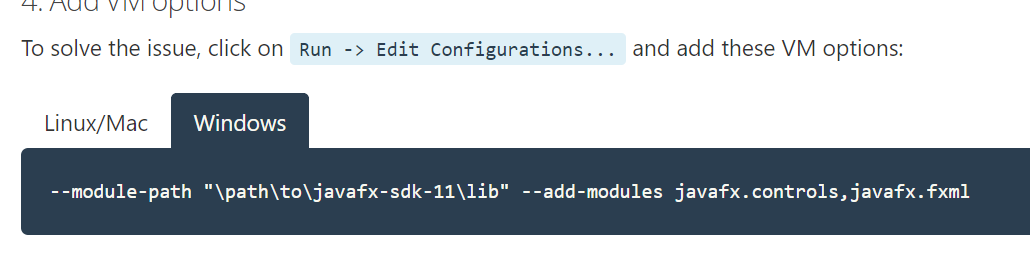 4. Add VM options
To solve the issue, click on Run -> Edit Configurations... and add these VM options:
Linux/Mac
Windows
--module-path "\path\to\javafx-sdk-11\lib" --add-modules javafx.controls,javafx.fxml